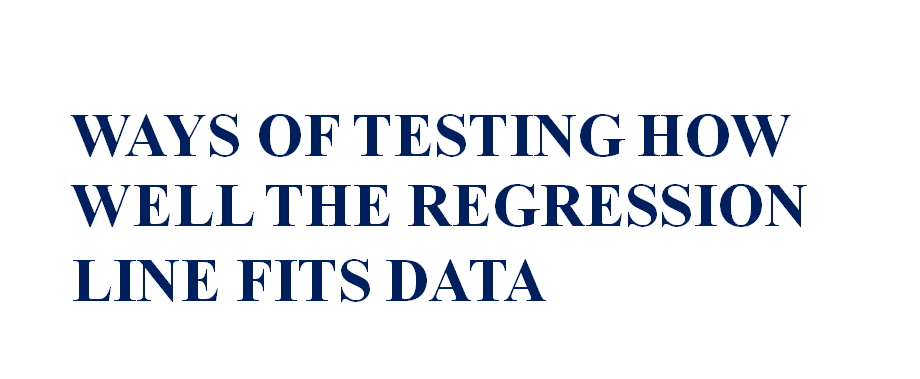 WAYS OF TESTING HOW
WELL THE REGRESSION
LINE FITS DATA